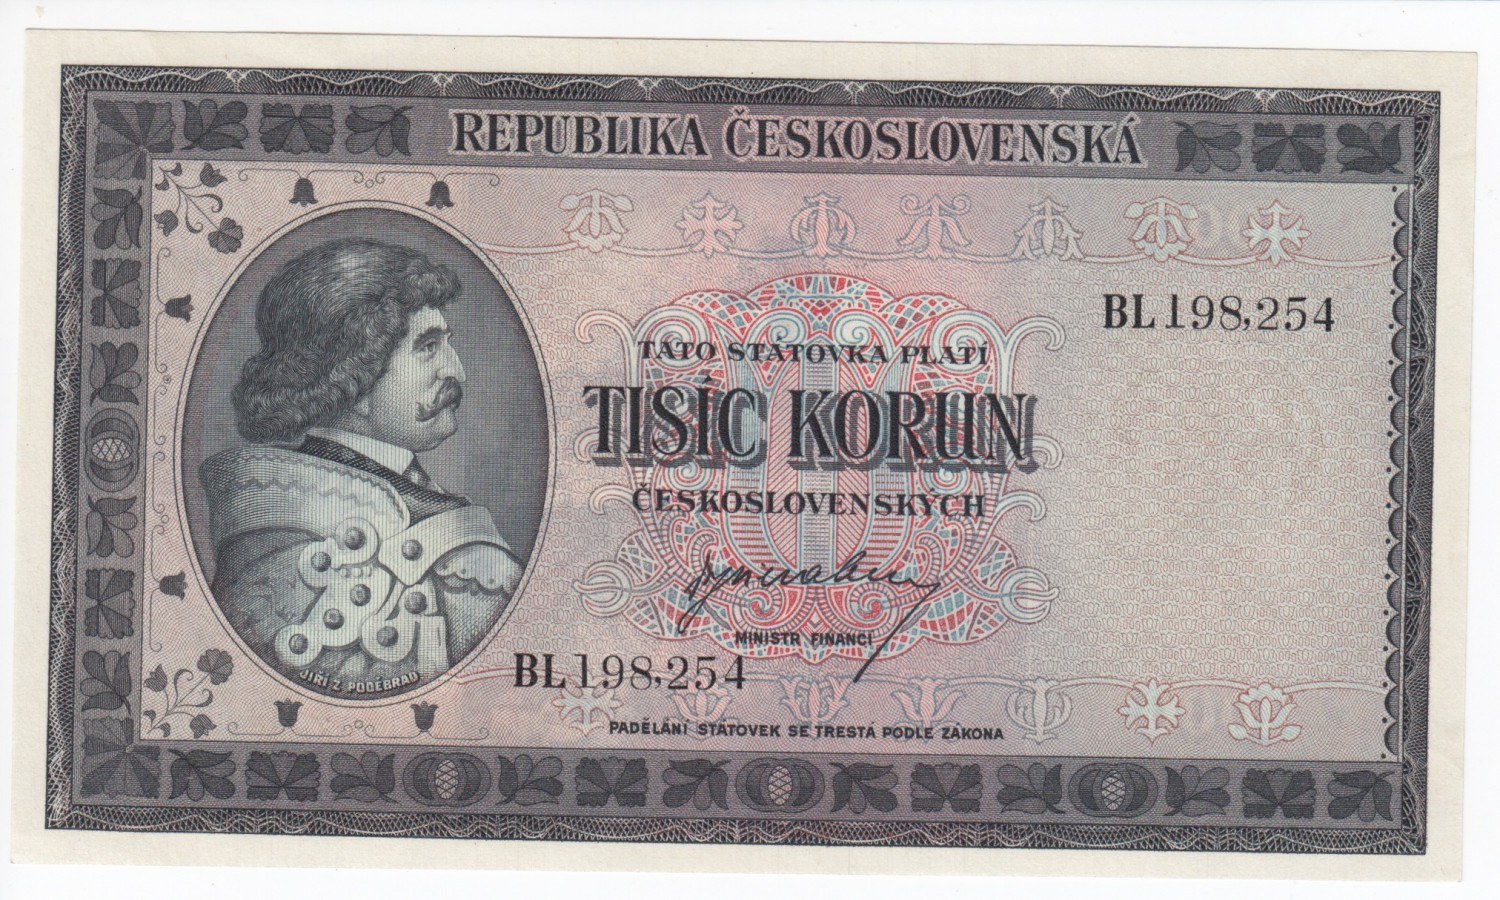 REPUBLIKA ČESKOSLOVENSKÁ
BL 198,254
TATO STÁTOVKA PLATÍ
TISÍC KORUN
ČESKOSLOVENSKÝCH
MINISTR FINANCÍ
BL 198,254
JIŘÍ Z PODĚBRAD
PADĚLÁNÍ STÁTOVEK SE TRESTÁ PODLE ZÁKONA